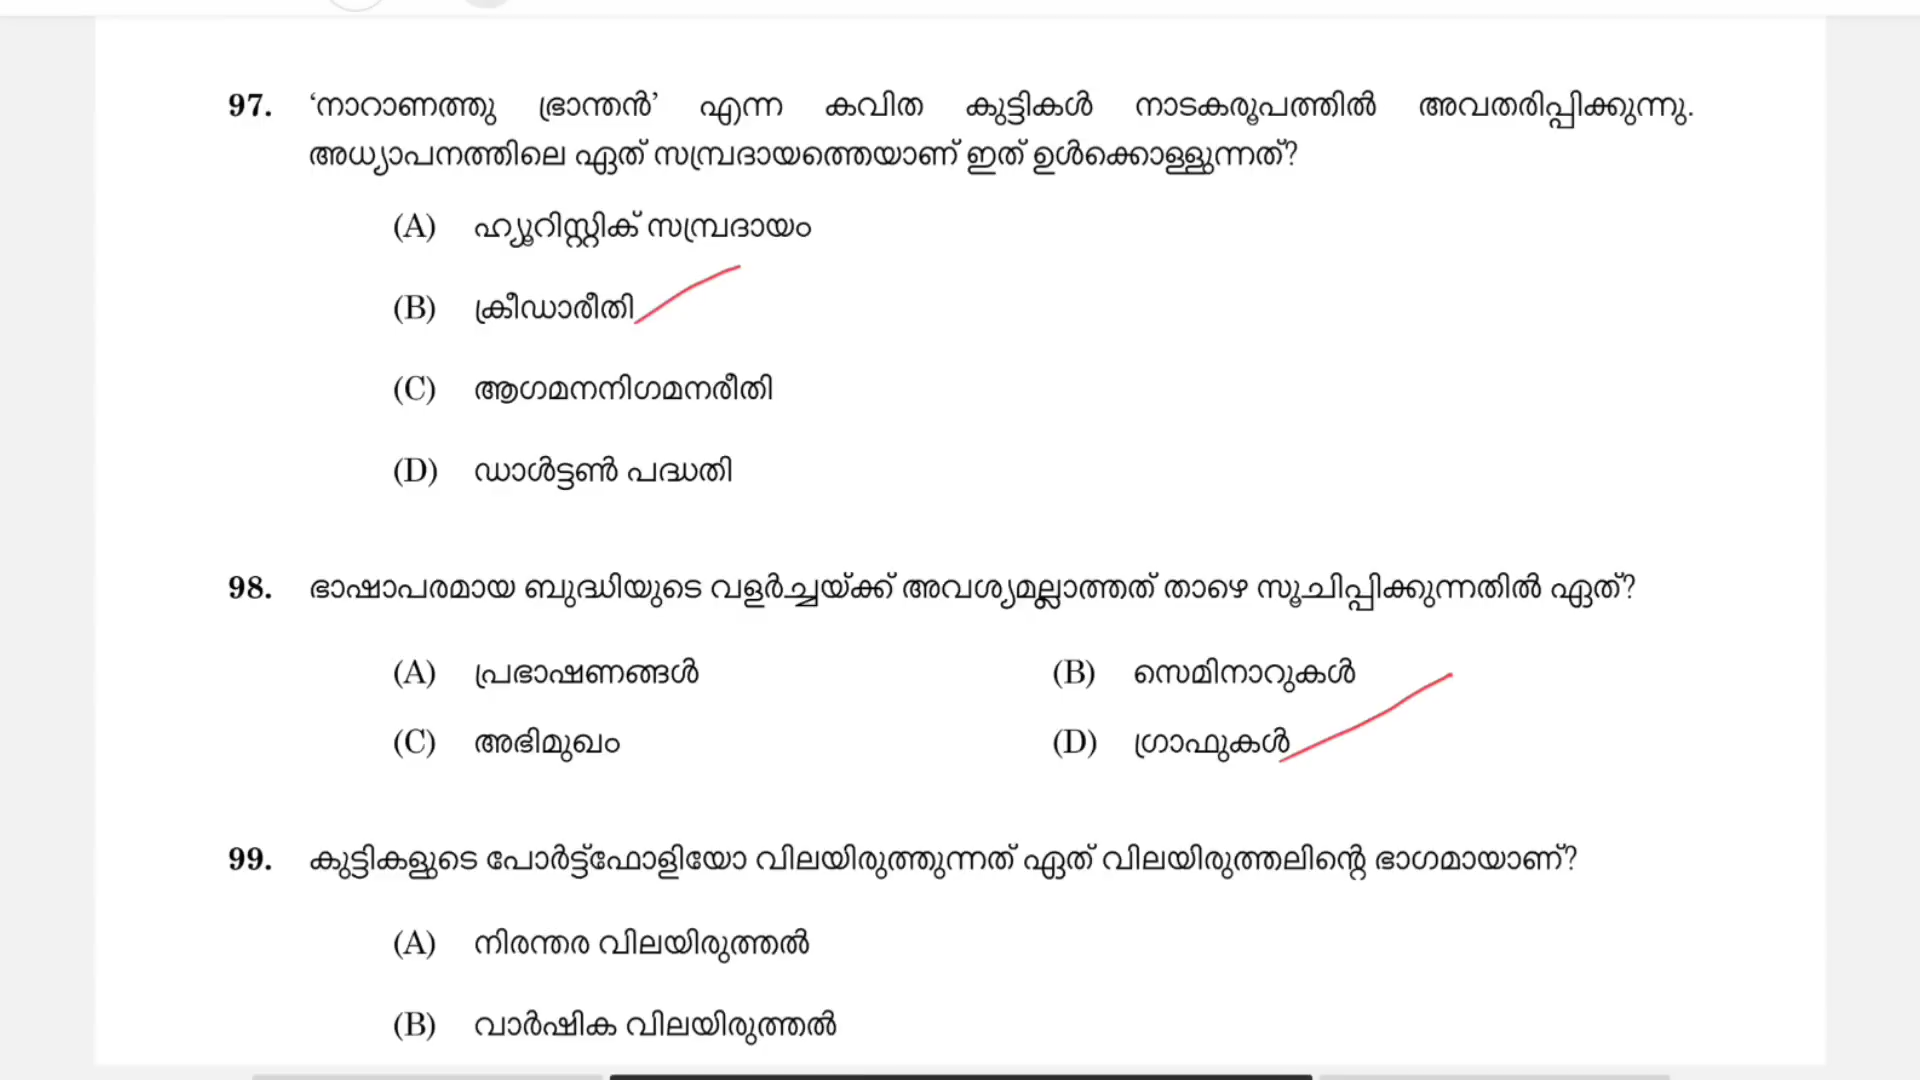 97. ‘നാറാണത്തു ഭ്രാന്തൻ’ എന്ന കവിത കുട്ടികൾ നാടകരൂപത്തിൽ അവതരിപ്പിക്കുന്നു.
അധ്യാപനത്തിലെ ഏത് സമ്പ്രദായത്തെയാണ് ഇത് ഉൾക്കൊള്ളുന്നത്?
(A) ഹ്യൂറിസ്റ്റിക് സമ്പ്രദായം
(B) ക്രീഡാരീതി
(C) ആഗമനനിഗമനരീതി
(D) ഡാൾട്ടൺ പദ്ധതി
98. ഭാഷാപരമായ ബുദ്ധിയുടെ വളർച്ചയ്ക്ക് അവശ്യമല്ലാത്തത് താഴെ സൂചിപ്പിക്കുന്നതിൽ ഏത്?
(A) പ്രഭാഷണങ്ങൾ (B) സെമിനാറുകൾ
(C) അഭിമുഖം (D) ഗ്രാഫുകൾ
99. കുട്ടികളുടെ പോർട്ട്ഫോളിയോ വിലയിരുത്തുന്നത് ഏത് വിലയിരുത്തലിന്റെ ഭാഗമായാണ്?
(A) നിരന്തര വിലയിരുത്തൽ
(B) വാർഷിക വിലയിരുത്തൽ